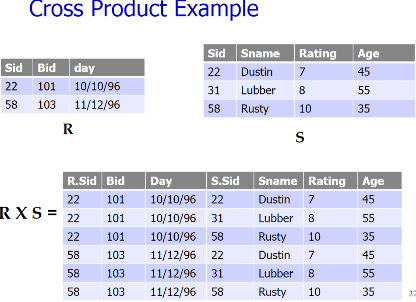 Cross Product Example
Sid Bid day
22 101 10/10/96
58 103 11/12/96
R
Sid Sname Rating Age
22 Dustin 7 45
31 Lubber 8 55
58 Rusty 10 35
S
R X S =
R.Sid Bid Day S.Sid Sname Rating Age
22 101 10/10/96 22 Dustin 7 45
22 101 10/10/96 31 Lubber 8 55
22 101 10/10/96 58 Rusty 10 35
58 103 11/12/96 22 Dustin 7 45
58 103 11/12/96 31 Lubber 8 55
58 103 11/12/96 58 Rusty 10 35